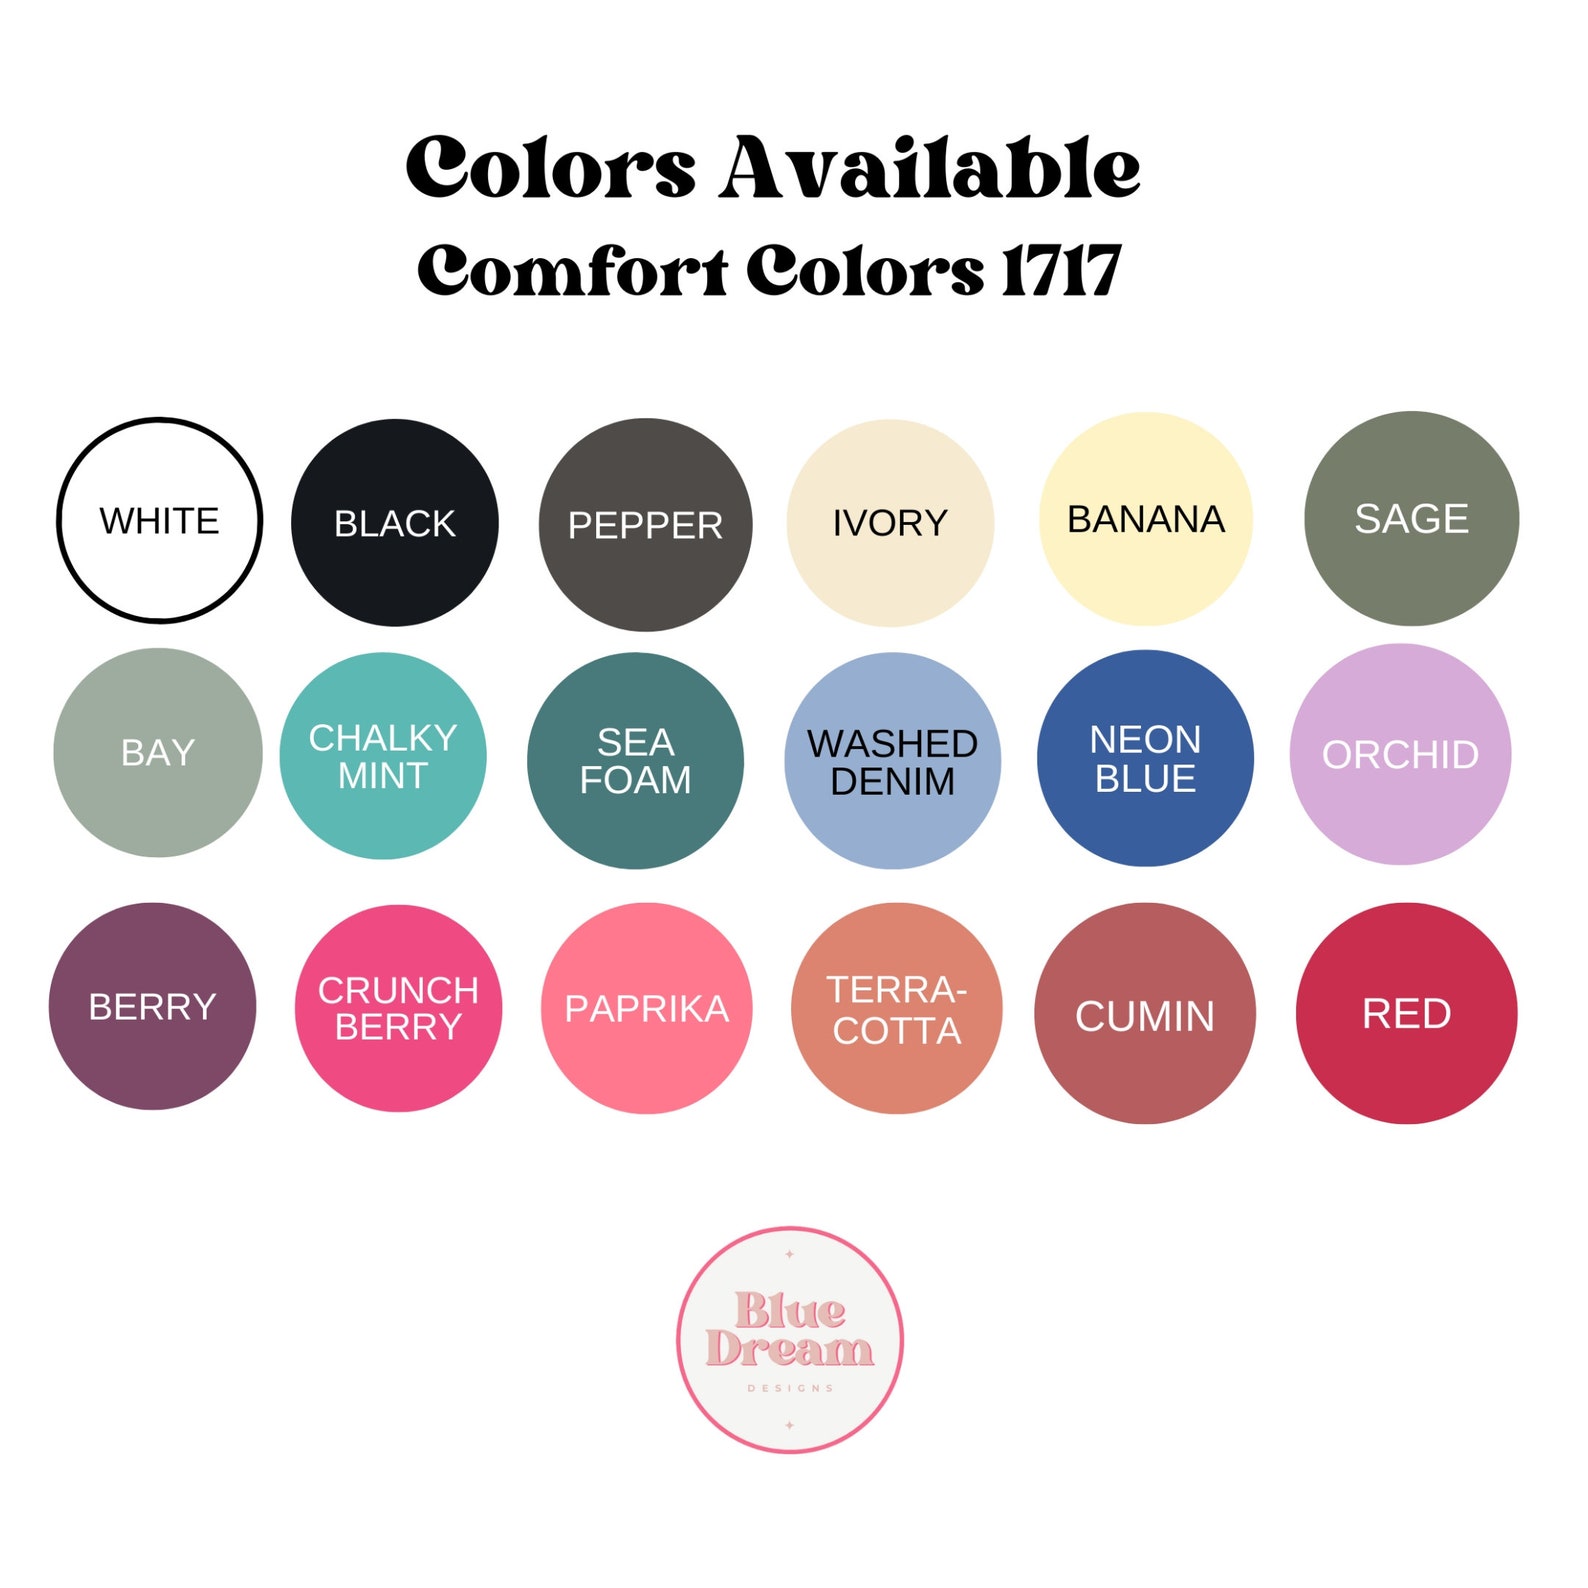 Colors Available
Comfort Colors 1717
WHITE
BLACK
PEPPER
IVORY
BANANA
SAGE
BAY
CHALKY
MINT
SEA
FOAM
WASHED
DENIM
NEON
BLUE
ORCHID
BERRY
CRUNCH
BERRY
PAPRIKA
TERRA-
COTTA
CUMIN
RED
Blue
Dream
DESIGNS